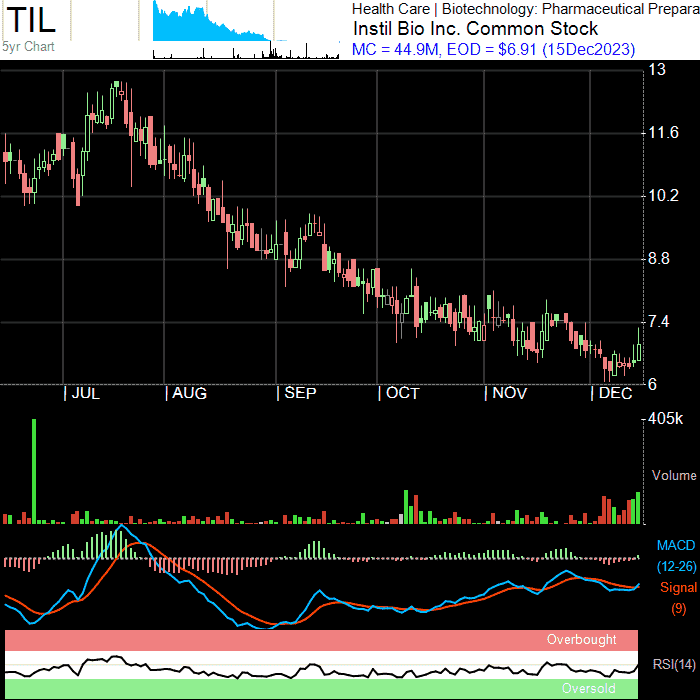 TIL
5yr Chart
Health Care | Biotechnology: Pharmaceutical Prepara
Instil Bio Inc. Common Stock
MC = 44.9M, EOD = $6.91 (15Dec2023)
13
11.6
10.2
8.8
7.4
6
| JUL | AUG | SEP | OCT | NOV | DEC
405k
Volume
MACD
(12-26)
Signal
(9)
Overbought
RSI(14)
Oversold